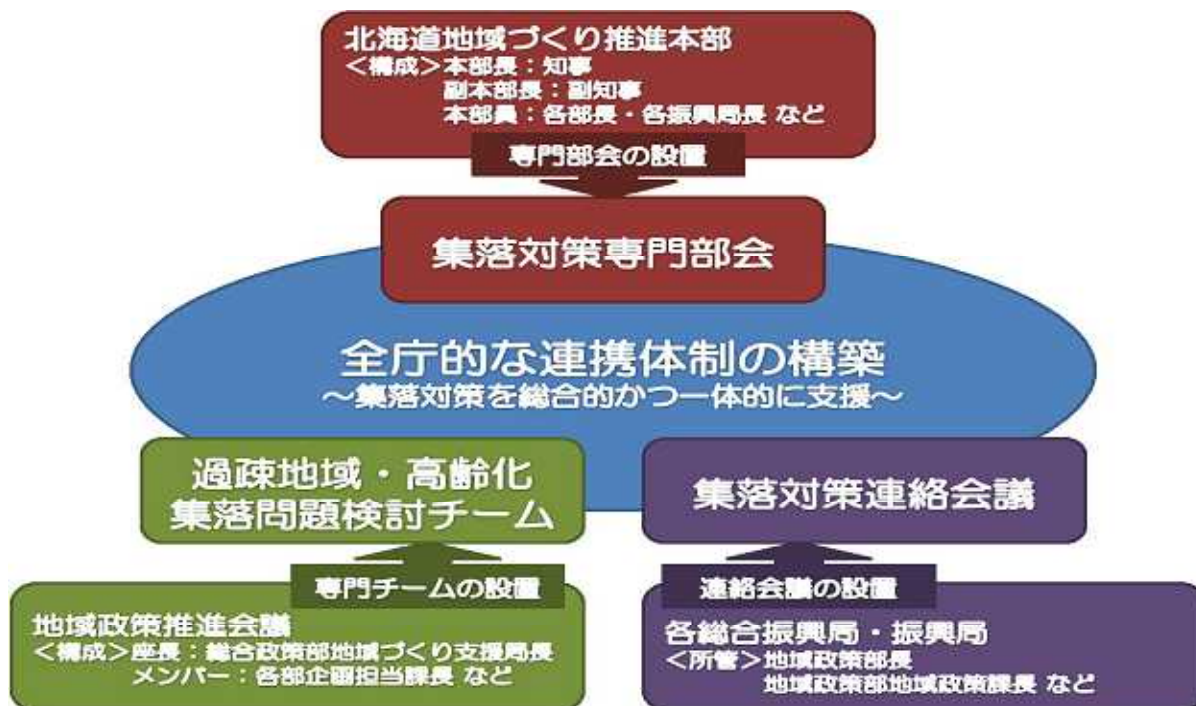 北海道地域づくり推進本部
＜構成＞本部長：知事
副本部長：副知事
本部員：各部長・各振興局長 など
専門部会の設置
集落対策専門部会
全庁的な連携体制の構築
～集落対策を総合的かつ一体的に支援～
過疎地域・高齢化
集落問題検討チーム
専門チームの設置
地域政策推進会議
＜構成＞座長：総合政策部地域づくり支援局長
メンバー：各部企画担当課長 など
集落対策連絡会議
連絡会議の設置
各総合振興局・振興局
＜所管＞地域政策部長
地域政策部地域政策課長 など